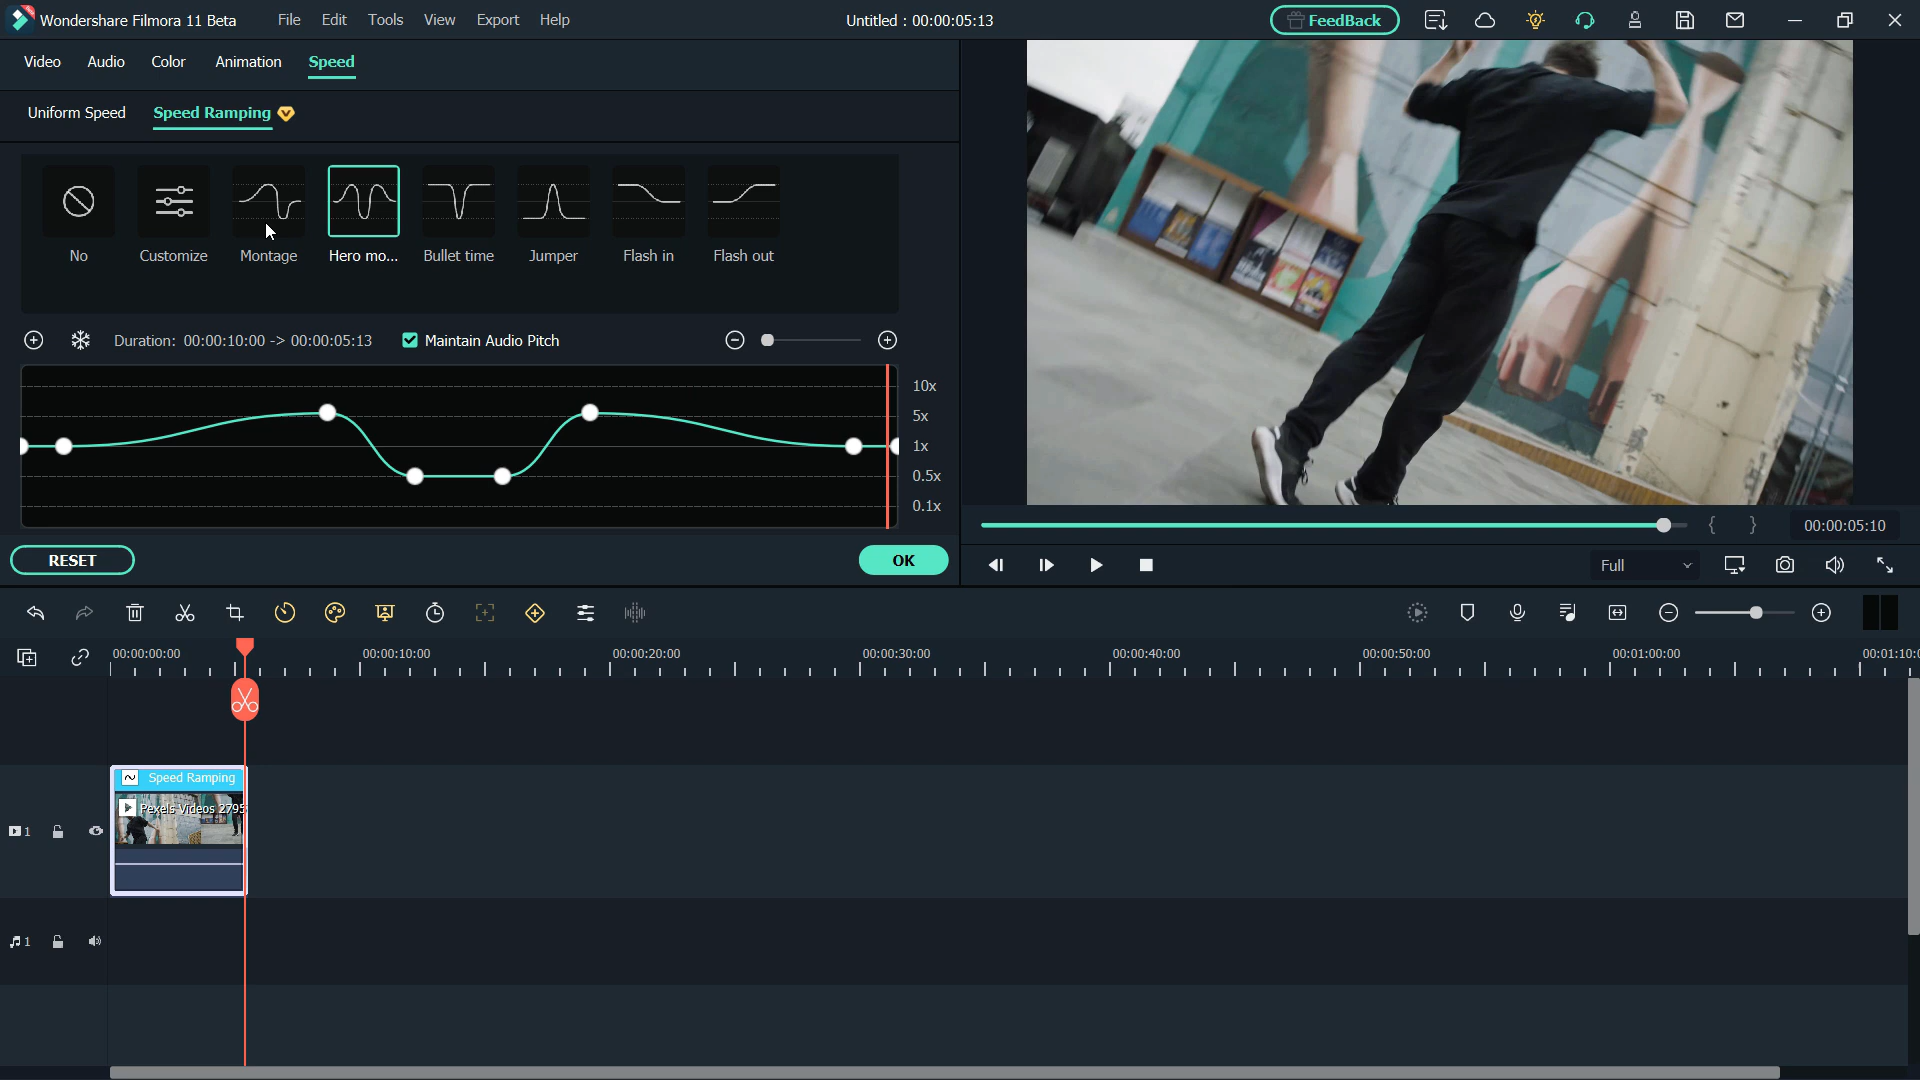 Wondershare Filmora 11 Beta
File Edit Tools View Export Help
Untitled : 00:00:05:13
FeedBack
Video Audio Color Animation Speed
Uniform Speed Speed Ramping
No Customize Montage Hero mo... Bullet time Jumper Flash in Flash out
Duration: 00:00:10:00 -> 00:00:05:13 Maintain Audio Pitch
10x
5x
1x
0.5x
0.1x
RESET OK
00:00:05:10
Full
00:00:00:00 00:00:10:00 00:00:20:00 00:00:30:00 00:00:40:00 00:00:50:00 00:01:00:00 00:01:10:0
Speed Ramping
Pexels Videos 2795
1
1